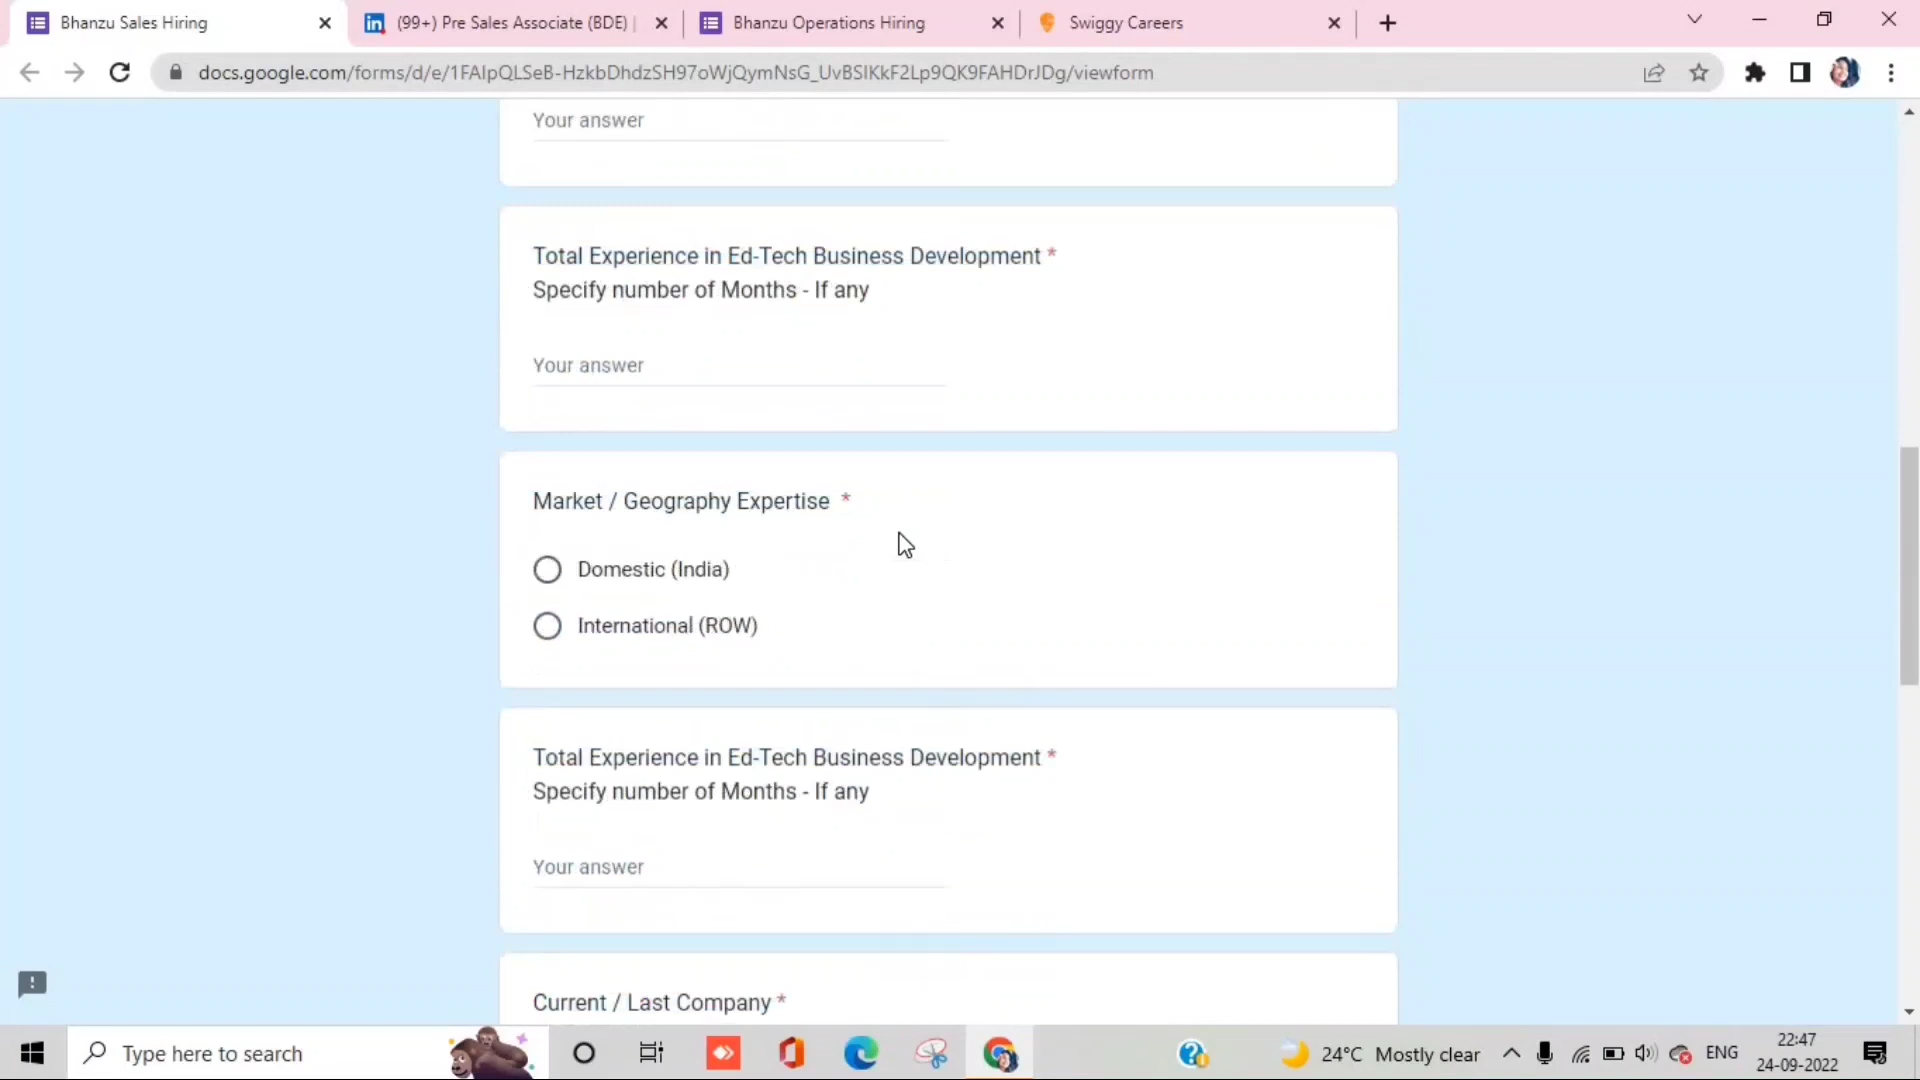 Bhanzu Sales Hiring
(99+) Pre Sales Associate (BDE) |
Bhanzu Operations Hiring
Swiggy Careers
docs.google.com/forms/d/e/1FAIpQLSeB-HzkbDhdzSH97oWjQymNsG_UvBSIKkF2Lp9QK9FAHDrJDg/viewform
Your answer
Total Experience in Ed-Tech Business Development *
Specify number of Months - If any
Your answer
Market / Geography Expertise *
Domestic (India)
International (ROW)
Total Experience in Ed-Tech Business Development *
Specify number of Months - If any
Your answer
Current / Last Company *
Type here to search
24°C Mostly clear
ENG
22:47
24-09-2022